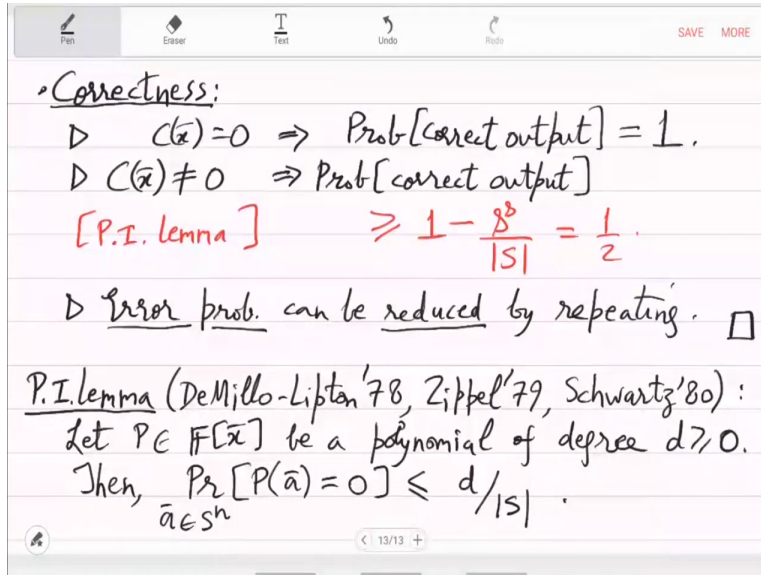 Pen Eraser Text Undo Redo SAVE MORE
• Correctness:
▷ C(x̄)=0 ⇒ Prob[correct output] = 1.
▷ C(x̄)≠0 ⇒ Prob[correct output]
[P.I. lemma] ≥ 1 - s^s/|S| = 1/2.
▷ Error prob. can be reduced by repeating. □
P.I. lemma (DeMillo-Lipton'78, Zippel'79, Schwartz'80):
Let P∈ 𝔽[x̄] be a polynomial of degree d≥0.
Then, Pr [P(ā) = 0] ≤ d/|S| .
ā∈Sⁿ
< 13/13 +